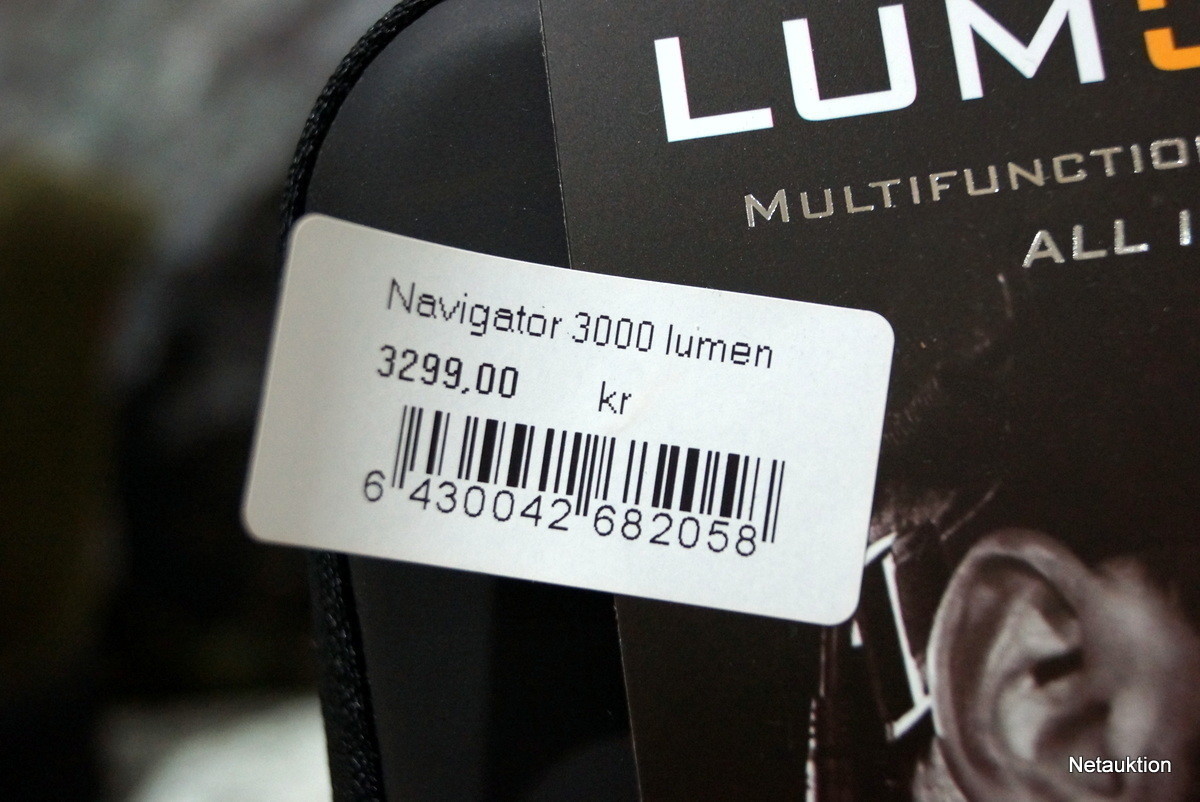 LUM
MULTIFUNCTIO
ALL I
Navigator 3000 lumen
3299,00 kr
6 430042 682058
Netauktion